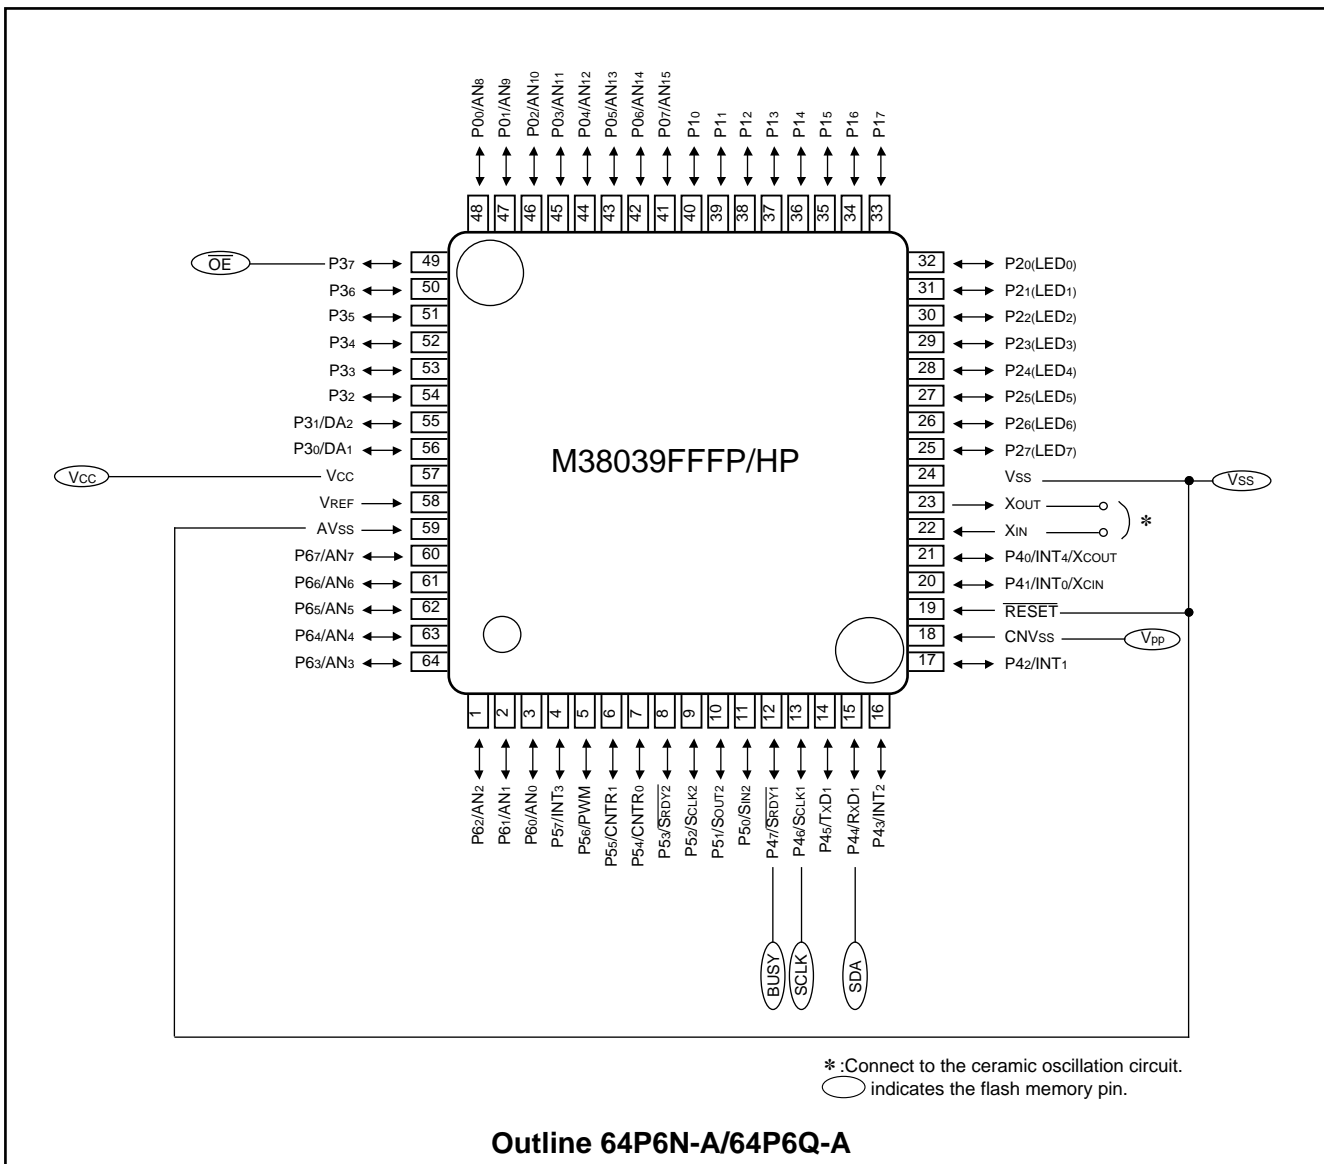 P00/AN8
P01/AN9
P02/AN10
P03/AN11
P04/AN12
P05/AN13
P06/AN14
P07/AN15
P10
P11
P12
P13
P14
P15
P16
P17
48
47
46
45
44
43
42
41
40
39
38
37
36
35
34
33
OE P37 49
P36 50
P35 51
P34 52
P33 53
P32 54
P31/DA2 55
P30/DA1 56
VCC VCC 57
VREF 58
AVSS 59
P67/AN7 60
P66/AN6 61
P65/AN5 62
P64/AN4 63
P63/AN3 64
M38039FFFP/HP
32 P20(LED0)
31 P21(LED1)
30 P22(LED2)
29 P23(LED3)
28 P24(LED4)
27 P25(LED5)
26 P26(LED6)
25 P27(LED7)
24 VSS VSS
23 XOUT
22 XIN *
21 P40/INT4/XCOUT
20 P41/INT0/XCIN
19 RESET
18 CNVSS Vpp
17 P42/INT1
1
2
3
4
5
6
7
8
9
10
11
12
13
14
15
16
P62/AN2
P61/AN1
P60/AN0
P57/INT3
P56/PWM
P55/CNTR1
P54/CNTR0
P53/SRDY2
P52/SCLK2
P51/SOUT2
P50/SIN2
P47/SRDY1
P46/SCLK1
P45/TXD1
P44/RXD1
P43/INT2
BUSY
SCLK
SDA
* :Connect to the ceramic oscillation circuit.
indicates the flash memory pin.
Outline 64P6N-A/64P6Q-A